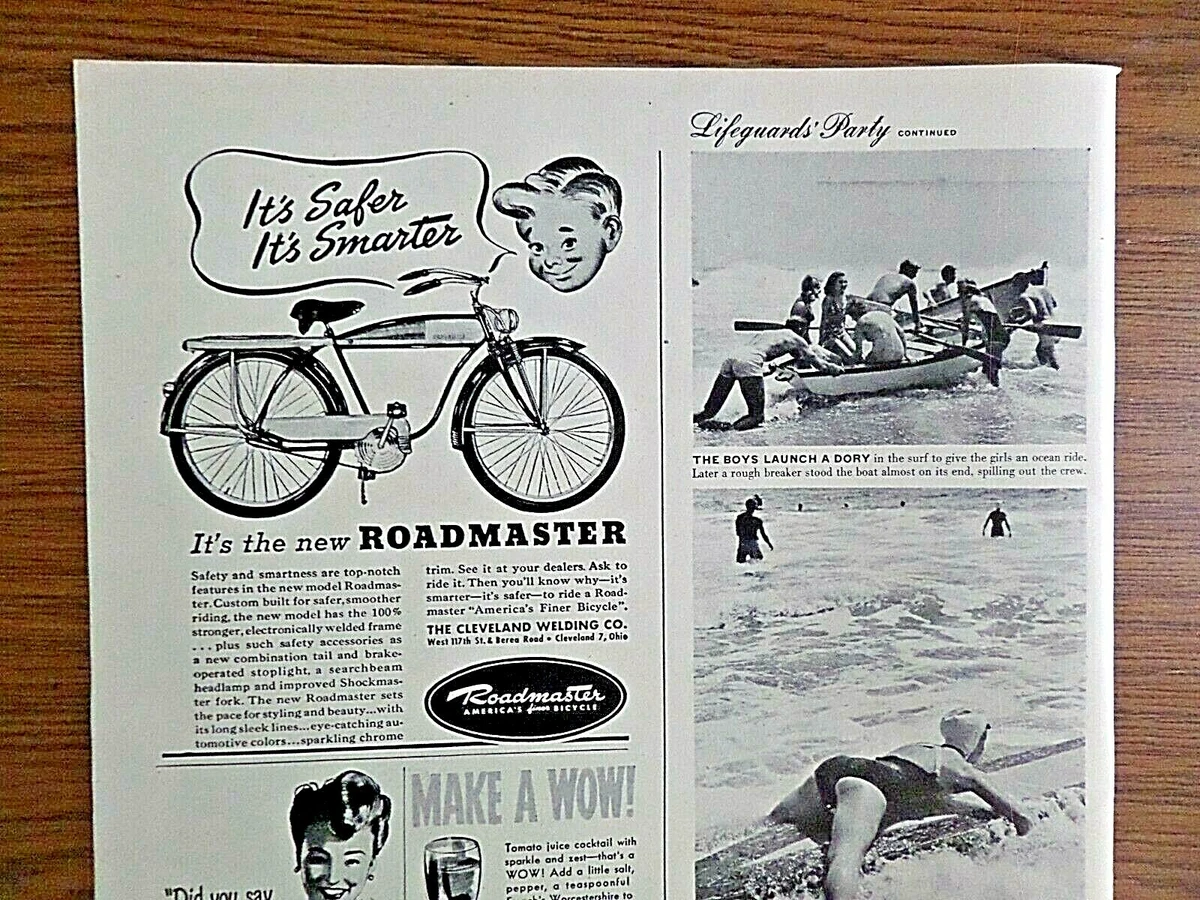 It's Safer
It's Smarter
It's the new ROADMASTER
Safety and smartness are top-notch
features in the new model Roadmas-
ter. Custom built for safer, smoother
riding, the new model has the 100%
stronger, electronically welded frame
... plus such safety accessories as
a new combination tail and brake-
operated stoplight, a searchbeam
headlamp and improved Shockmas-
ter fork. The new Roadmaster sets
the pace for styling and beauty...with
its long sleek lines...eye-catching au-
tomotive colors...sparkling chrome
trim. See it at your dealers. Ask to
ride it. Then you'll know why—it's
smarter—it's safer—to ride a Road-
master "America's Finer Bicycle".
THE CLEVELAND WELDING CO.
West 117th St. & Berea Road • Cleveland 7, Ohio
Roadmaster
AMERICA'S finer BICYCLE
"Did you say
MAKE A WOW!
Tomato juice cocktail with
sparkle and zest—that's a
WOW! Add a little salt,
pepper, a teaspoonful
French's Worcestershire to
Lifeguards' Party CONTINUED
THE BOYS LAUNCH A DORY in the surf to give the girls an ocean ride.
Later a rough breaker stood the boat almost on its end, spilling out the crew.